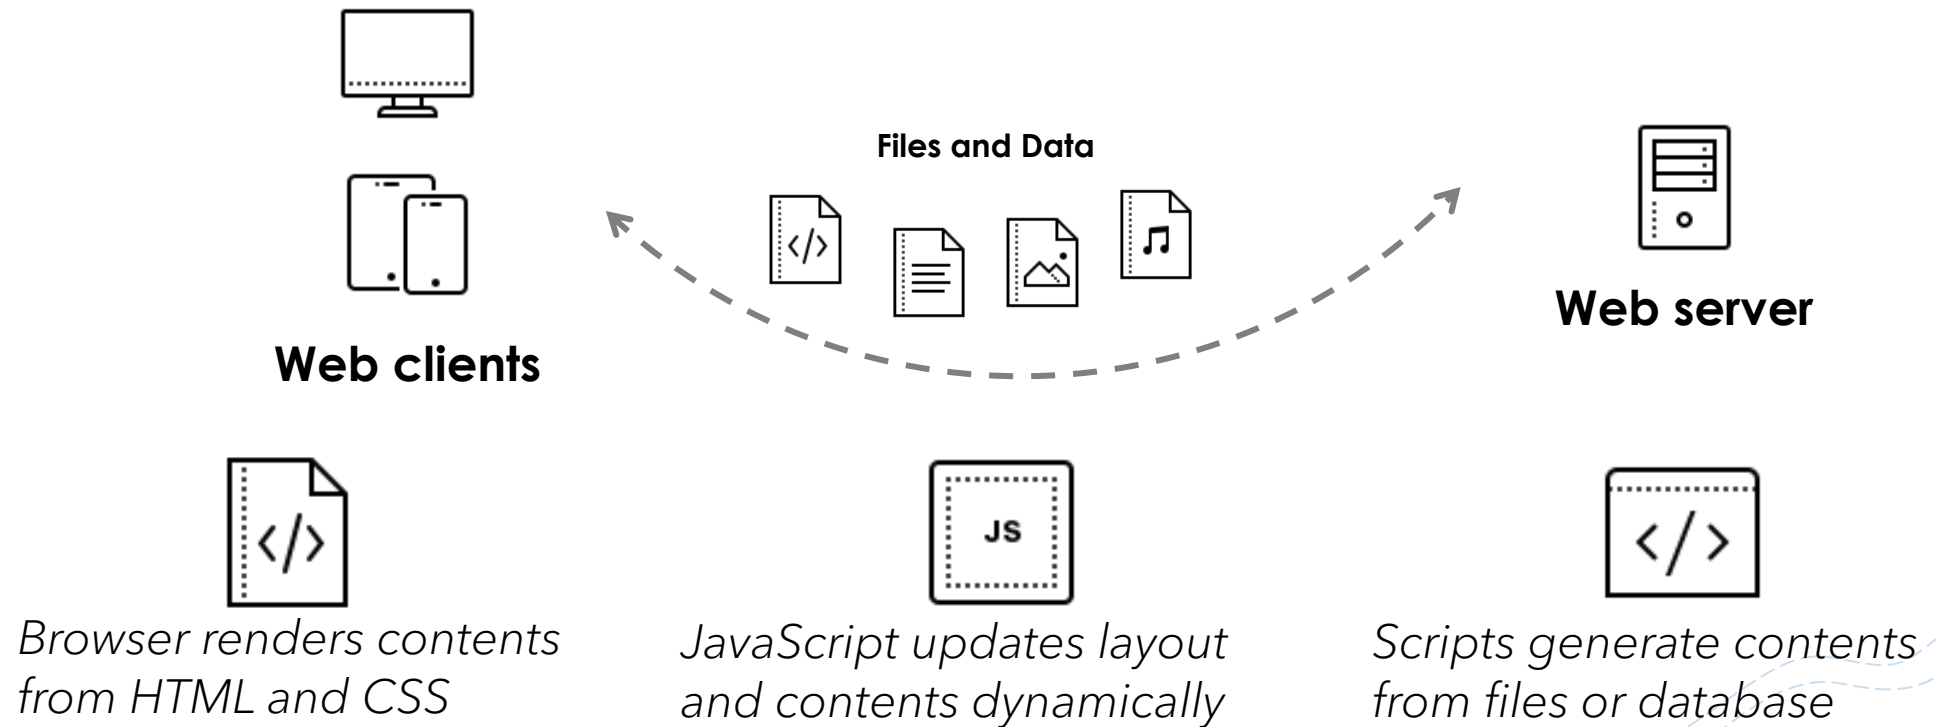 Files and Data
</>
Web clients
Web server
</>
JS
</>
Browser renders contents
from HTML and CSS
JavaScript updates layout
and contents dynamically
Scripts generate contents
from files or database